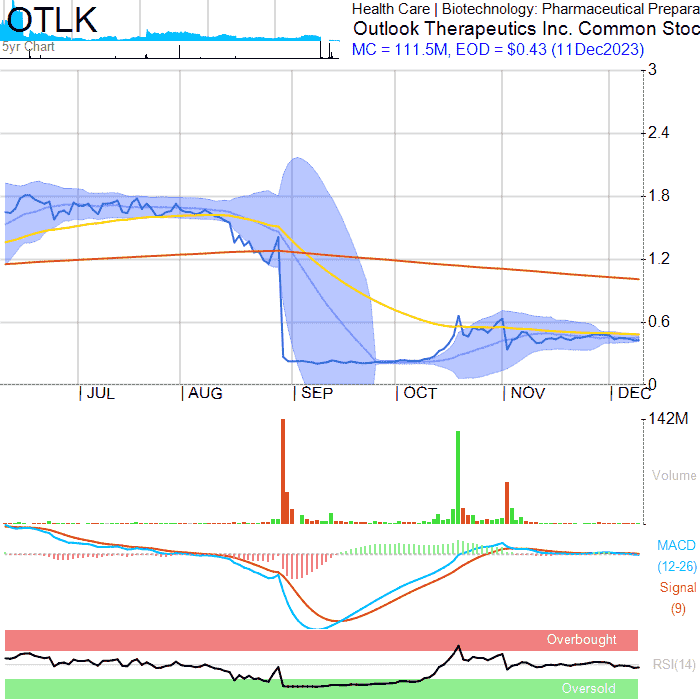 OTLK
5yr Chart
Health Care | Biotechnology: Pharmaceutical Prepara
Outlook Therapeutics Inc. Common Stoc
MC = 111.5M, EOD = $0.43 (11Dec2023)
3
2.4
1.8
1.2
0.6
0
JUL AUG SEP OCT NOV DEC
142M
Volume
MACD
(12-26)
Signal
(9)
Overbought
RSI(14)
Oversold